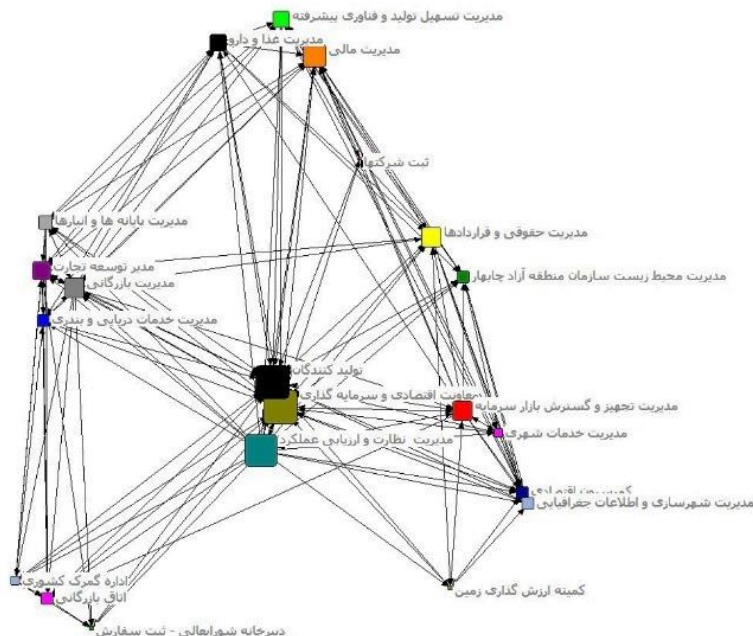 مدیریت تسهیل تولید و فناوری پیشرفته
مدیریت غذا و دارو
مدیریت مالی
ثبت شرکتها
مدیریت پایانه ها و انبارها
مدیریت حقوقی و قراردادها
مدیر توسعه تجارت
مدیریت محیط زیست سازمان منطقه آزاد چابهار
مدیریت بازرگانی
مدیریت خدمات دریایی و بندری
تولید کنندگان
معاونت اقتصادی و سرمایه گذاری
مدیریت تجهیز و گسترش بازار سرمایه
مدیریت خدمات شهری
مدیریت نظارت و ارزیابی عملکرد
کمیسیون اقتصادی
مدیریت شهرسازی و اطلاعات جغرافیایی
اداره گمرک کشوری
کمیته ارزش گذاری زمین
اتاق بازرگانی
دبیرخانه شورایعالی - ثبت سفارش